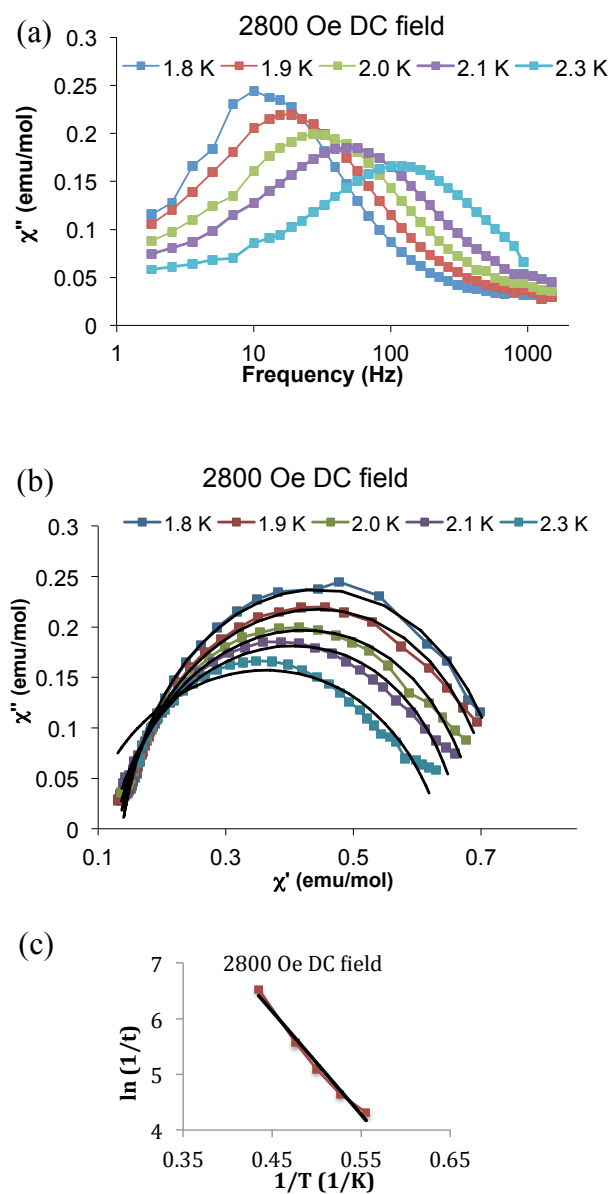 (a)
2800 Oe DC field
1.8 K 1.9 K 2.0 K 2.1 K 2.3 K
0.3
0.25
0.2
0.15
0.1
0.05
0
χ" (emu/mol)
1 10 100 1000
Frequency (Hz)
(b)
2800 Oe DC field
1.8 K 1.9 K 2.0 K 2.1 K 2.3 K
0.3
0.25
0.2
0.15
0.1
0.05
0
χ" (emu/mol)
0.1 0.3 0.5 0.7
χ' (emu/mol)
(c)
2800 Oe DC field
7
6
5
4
ln (1/t)
0.35 0.45 0.55 0.65
1/T (1/K)